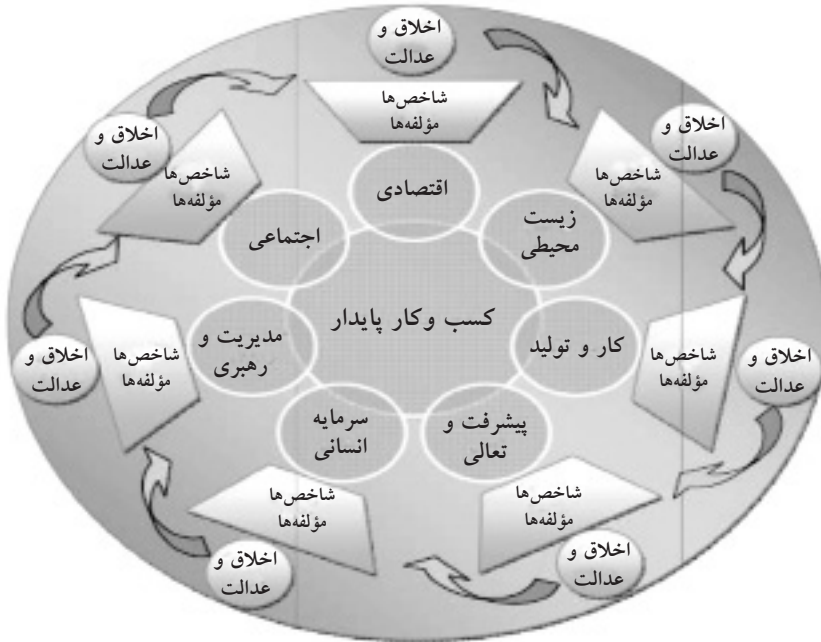 اخلاق و
عدالت
شاخص‌ها
مؤلفه‌ها
اقتصادی
اخلاق و
عدالت
شاخص‌ها
مؤلفه‌ها
زیست
محیطی
اخلاق و
عدالت
شاخص‌ها
مؤلفه‌ها
کار و تولید
اخلاق و
عدالت
شاخص‌ها
مؤلفه‌ها
پیشرفت و
تعالی
اخلاق و
عدالت
شاخص‌ها
مؤلفه‌ها
سرمایه
انسانی
اخلاق و
عدالت
شاخص‌ها
مؤلفه‌ها
مدیریت و
رهبری
اخلاق و
عدالت
شاخص‌ها
مؤلفه‌ها
اجتماعی
کسب وکار پایدار